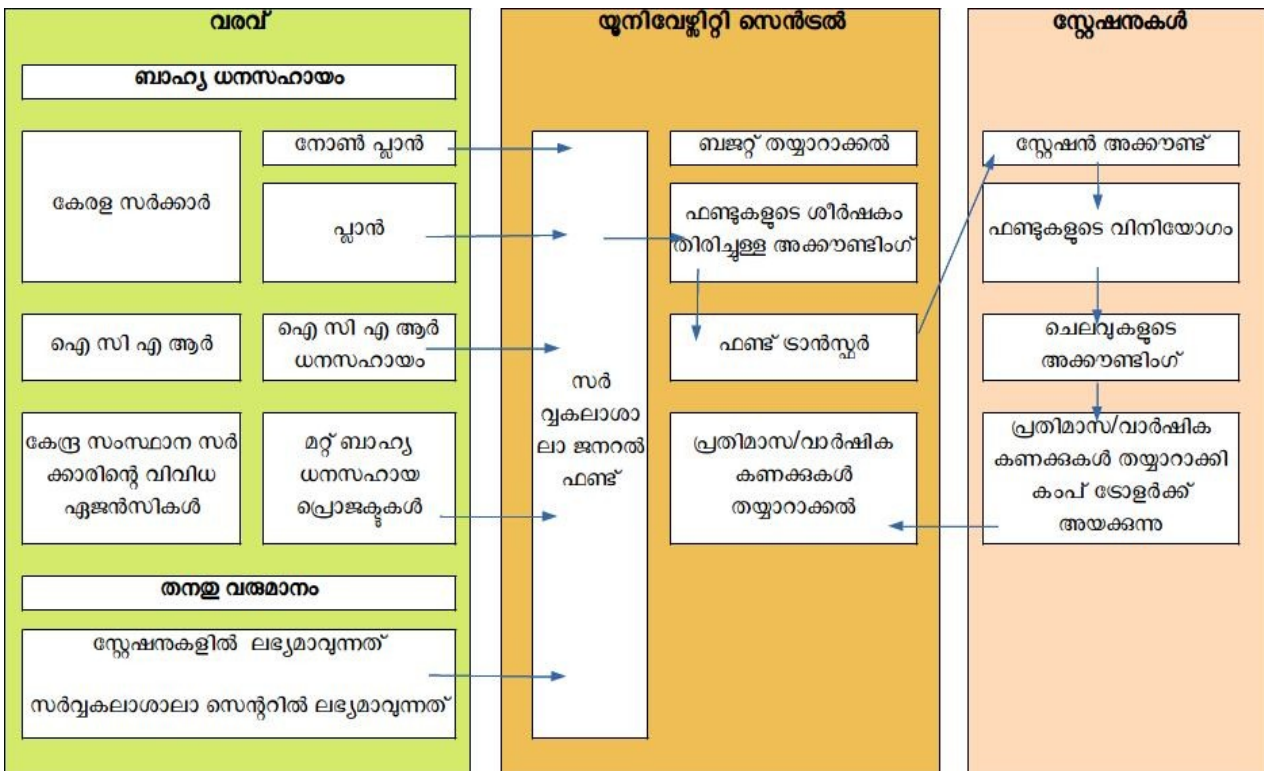 വരവ്
ബാഹ്യ ധനസഹായം
കേരള സർക്കാർ
നോൺ പ്ലാൻ
പ്ലാൻ
ഐ സി എ ആർ
ഐ സി എ ആർ
ധനസഹായം
കേന്ദ്ര സംസ്ഥാന സർ
ക്കാരിന്റെ വിവിധ
ഏജൻസികൾ
മറ്റ് ബാഹ്യ
ധനസഹായ
പ്രൊജക്ടുകൾ
തനതു വരുമാനം
സ്റ്റേഷനുകളിൽ ലഭ്യമാവുന്നത്
സർവ്വകലാശാലാ സെന്ററിൽ ലഭ്യമാവുന്നത്
യൂനിവേഴ്സിറ്റി സെൻട്രൽ
സർ
വ്വകലാശാ
ലാ ജനറൽ
ഫണ്ട്
ബജറ്റ് തയ്യാറാക്കൽ
ഫണ്ടുകളുടെ ശീർഷകം
തിരിച്ചുള്ള അക്കൗണ്ടിംഗ്
ഫണ്ട് ട്രാൻസ്ഫർ
പ്രതിമാസ/വാർഷിക
കണക്കുകൾ
തയ്യാറാക്കൽ
സ്റ്റേഷനുകൾ
സ്റ്റേഷൻ അക്കൗണ്ട്
ഫണ്ടുകളുടെ വിനിയോഗം
ചെലവുകളുടെ
അക്കൗണ്ടിംഗ്
പ്രതിമാസ/വാർഷിക
കണക്കുകൾ തയ്യാറാക്കി
കംപ് ട്രോളർക്ക്
അയക്കുന്നു